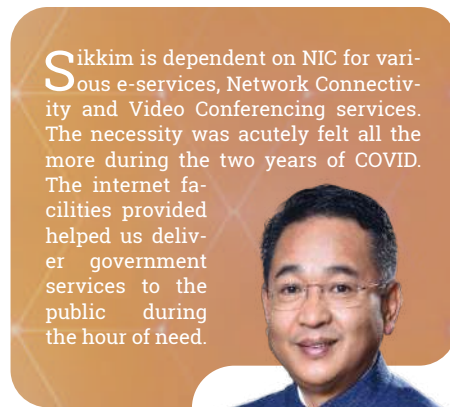 Sikkim is dependent on NIC for vari-
ous e-services, Network Connectiv-
ity and Video Conferencing services.
The necessity was acutely felt all the
more during the two years of COVID.
The internet fa-
cilities provided
helped us deliv-
er government
services to the
public during
the hour of need.